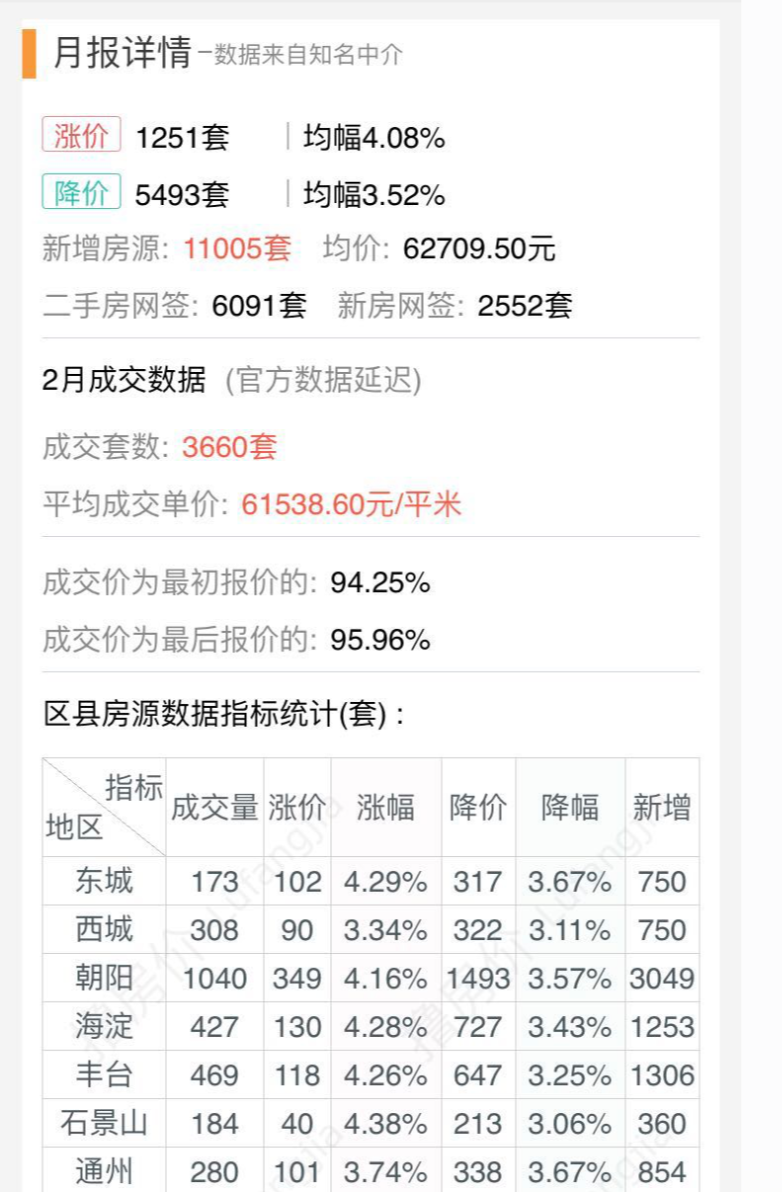 月报详情 –数据来自知名中介
涨价 1251套 | 均幅4.08%
降价 5493套 | 均幅3.52%
新增房源: 11005套 均价: 62709.50元
二手房网签: 6091套 新房网签: 2552套
2月成交数据 (官方数据延迟)
成交套数: 3660套
平均成交单价: 61538.60元/平米
成交价为最初报价的: 94.25%
成交价为最后报价的: 95.96%
区县房源数据指标统计(套) :
指标 地区 成交量 涨价 涨幅 降价 降幅 新增
东城 173 102 4.29% 317 3.67% 750
西城 308 90 3.34% 322 3.11% 750
朝阳 1040 349 4.16% 1493 3.57% 3049
海淀 427 130 4.28% 727 3.43% 1253
丰台 469 118 4.26% 647 3.25% 1306
石景山 184 40 4.38% 213 3.06% 360
通州 280 101 3.74% 338 3.67% 854
撸房价 Lufangjia
撸房价 Lufangjia